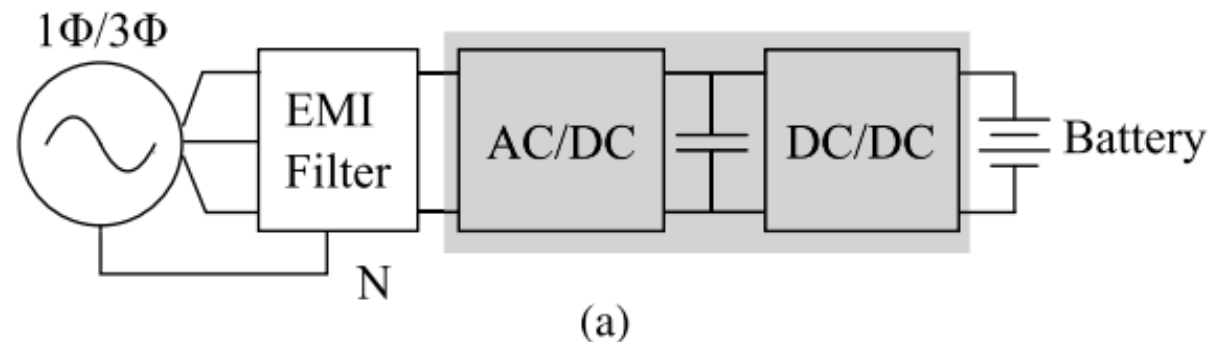 1Φ/3Φ
EMI
Filter
AC/DC
DC/DC
Battery
N
(a)